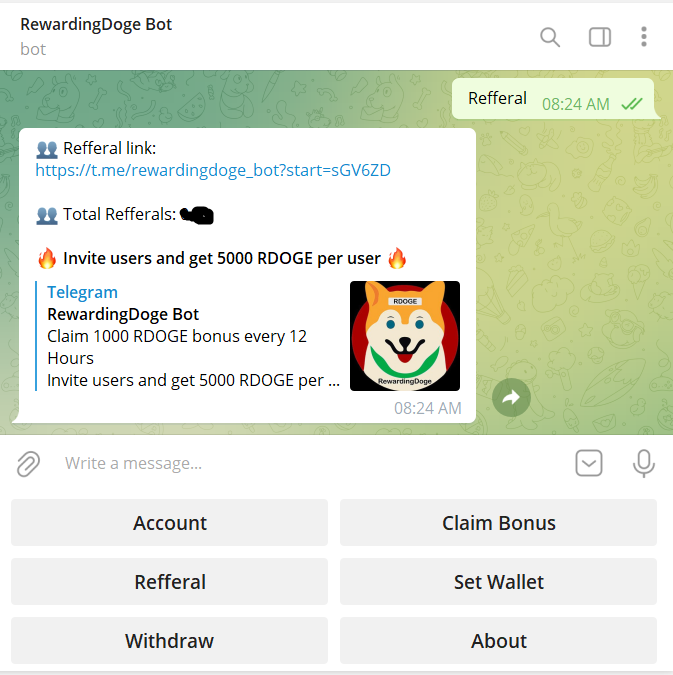 RewardingDoge Bot
bot
Refferal 08:24 AM
Refferal link:
https://t.me/rewardingdoge_bot?start=sGV6ZD
Total Refferals:
Invite users and get 5000 RDOGE per user
Telegram
RewardingDoge Bot
Claim 1000 RDOGE bonus every 12
Hours
Invite users and get 5000 RDOGE per ...
RDOGE
RewardingDoge
08:24 AM
Write a message...
Account
Claim Bonus
Refferal
Set Wallet
Withdraw
About